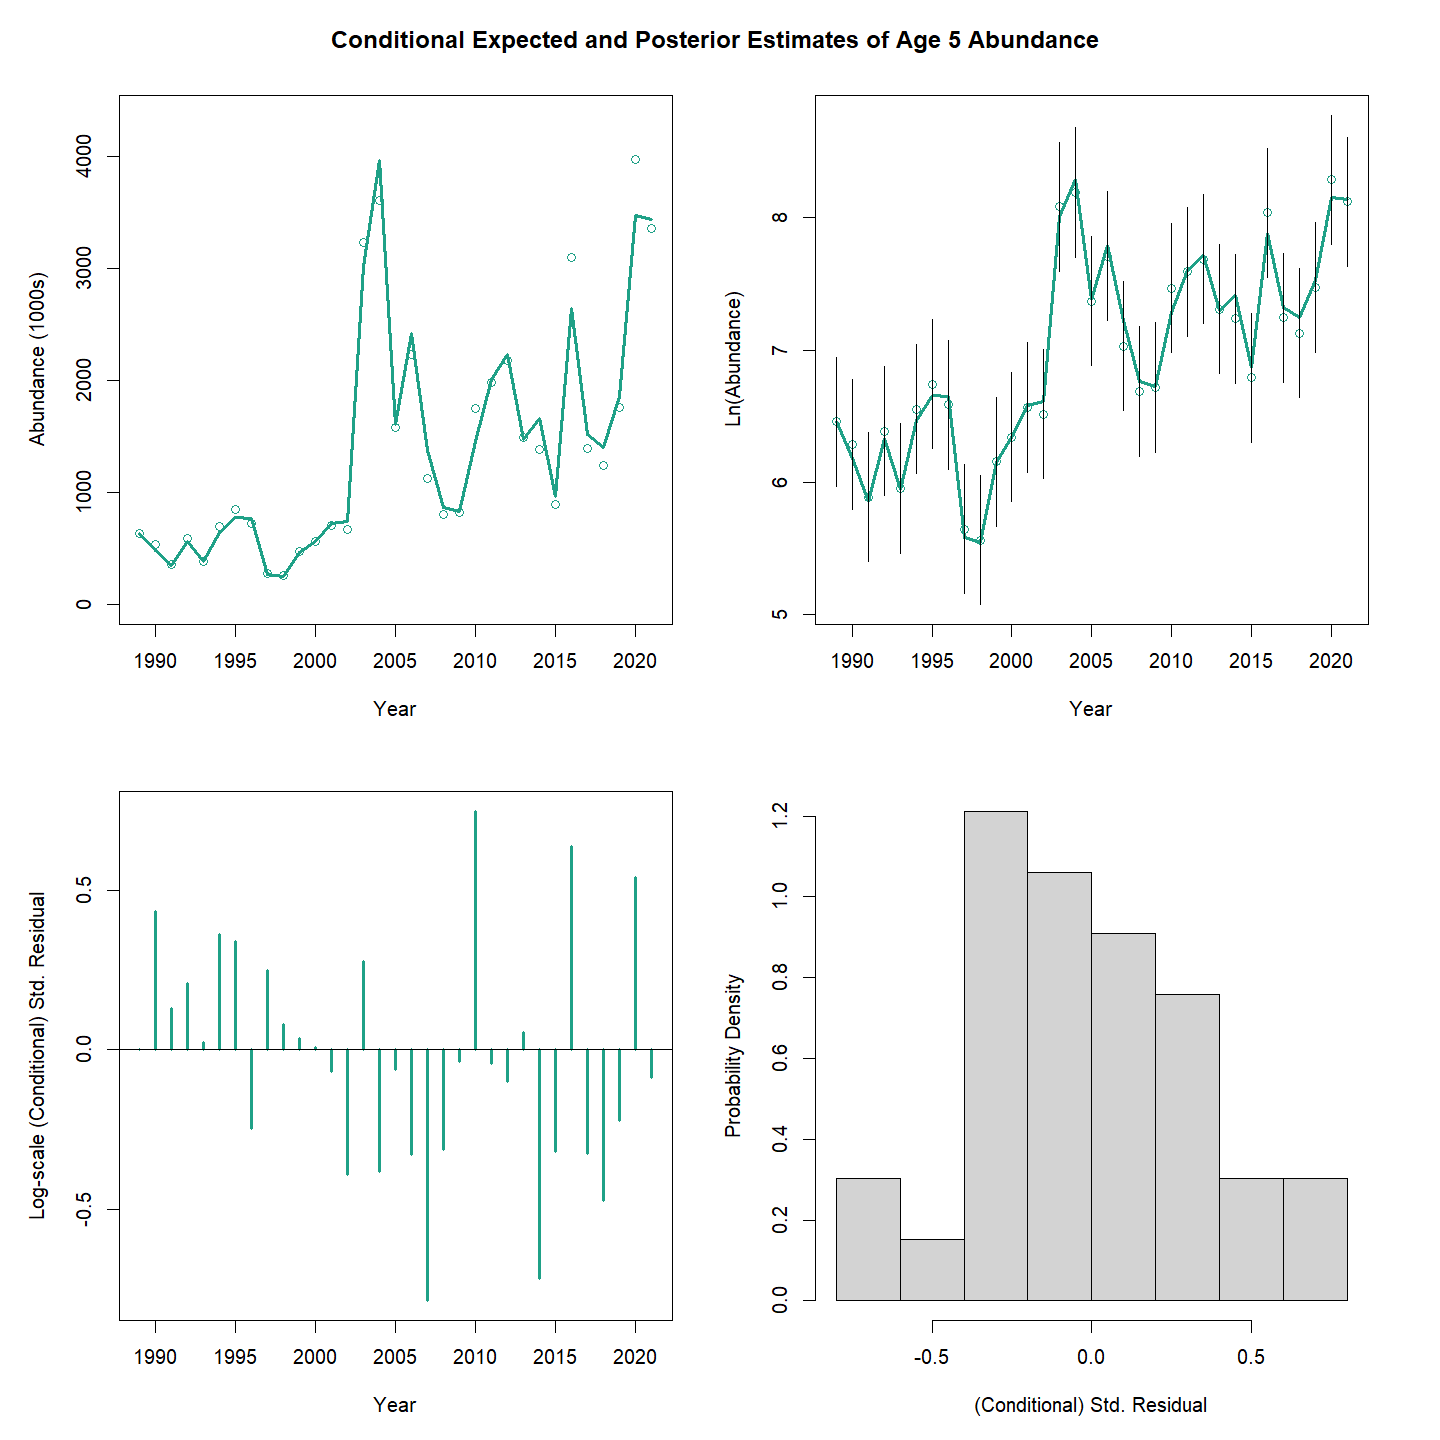 Conditional Expected and Posterior Estimates of Age 5 Abundance
Abundance (1000s)
4000
3000
2000
1000
0
1990 1995 2000 2005 2010 2015 2020
Year
Ln(Abundance)
8
7
6
5
1990 1995 2000 2005 2010 2015 2020
Year
Log-scale (Conditional) Std. Residual
0.5
0.0
-0.5
1990 1995 2000 2005 2010 2015 2020
Year
Probability Density
1.2
1.0
0.8
0.6
0.4
0.2
0.0
-0.5 0.0 0.5
(Conditional) Std. Residual